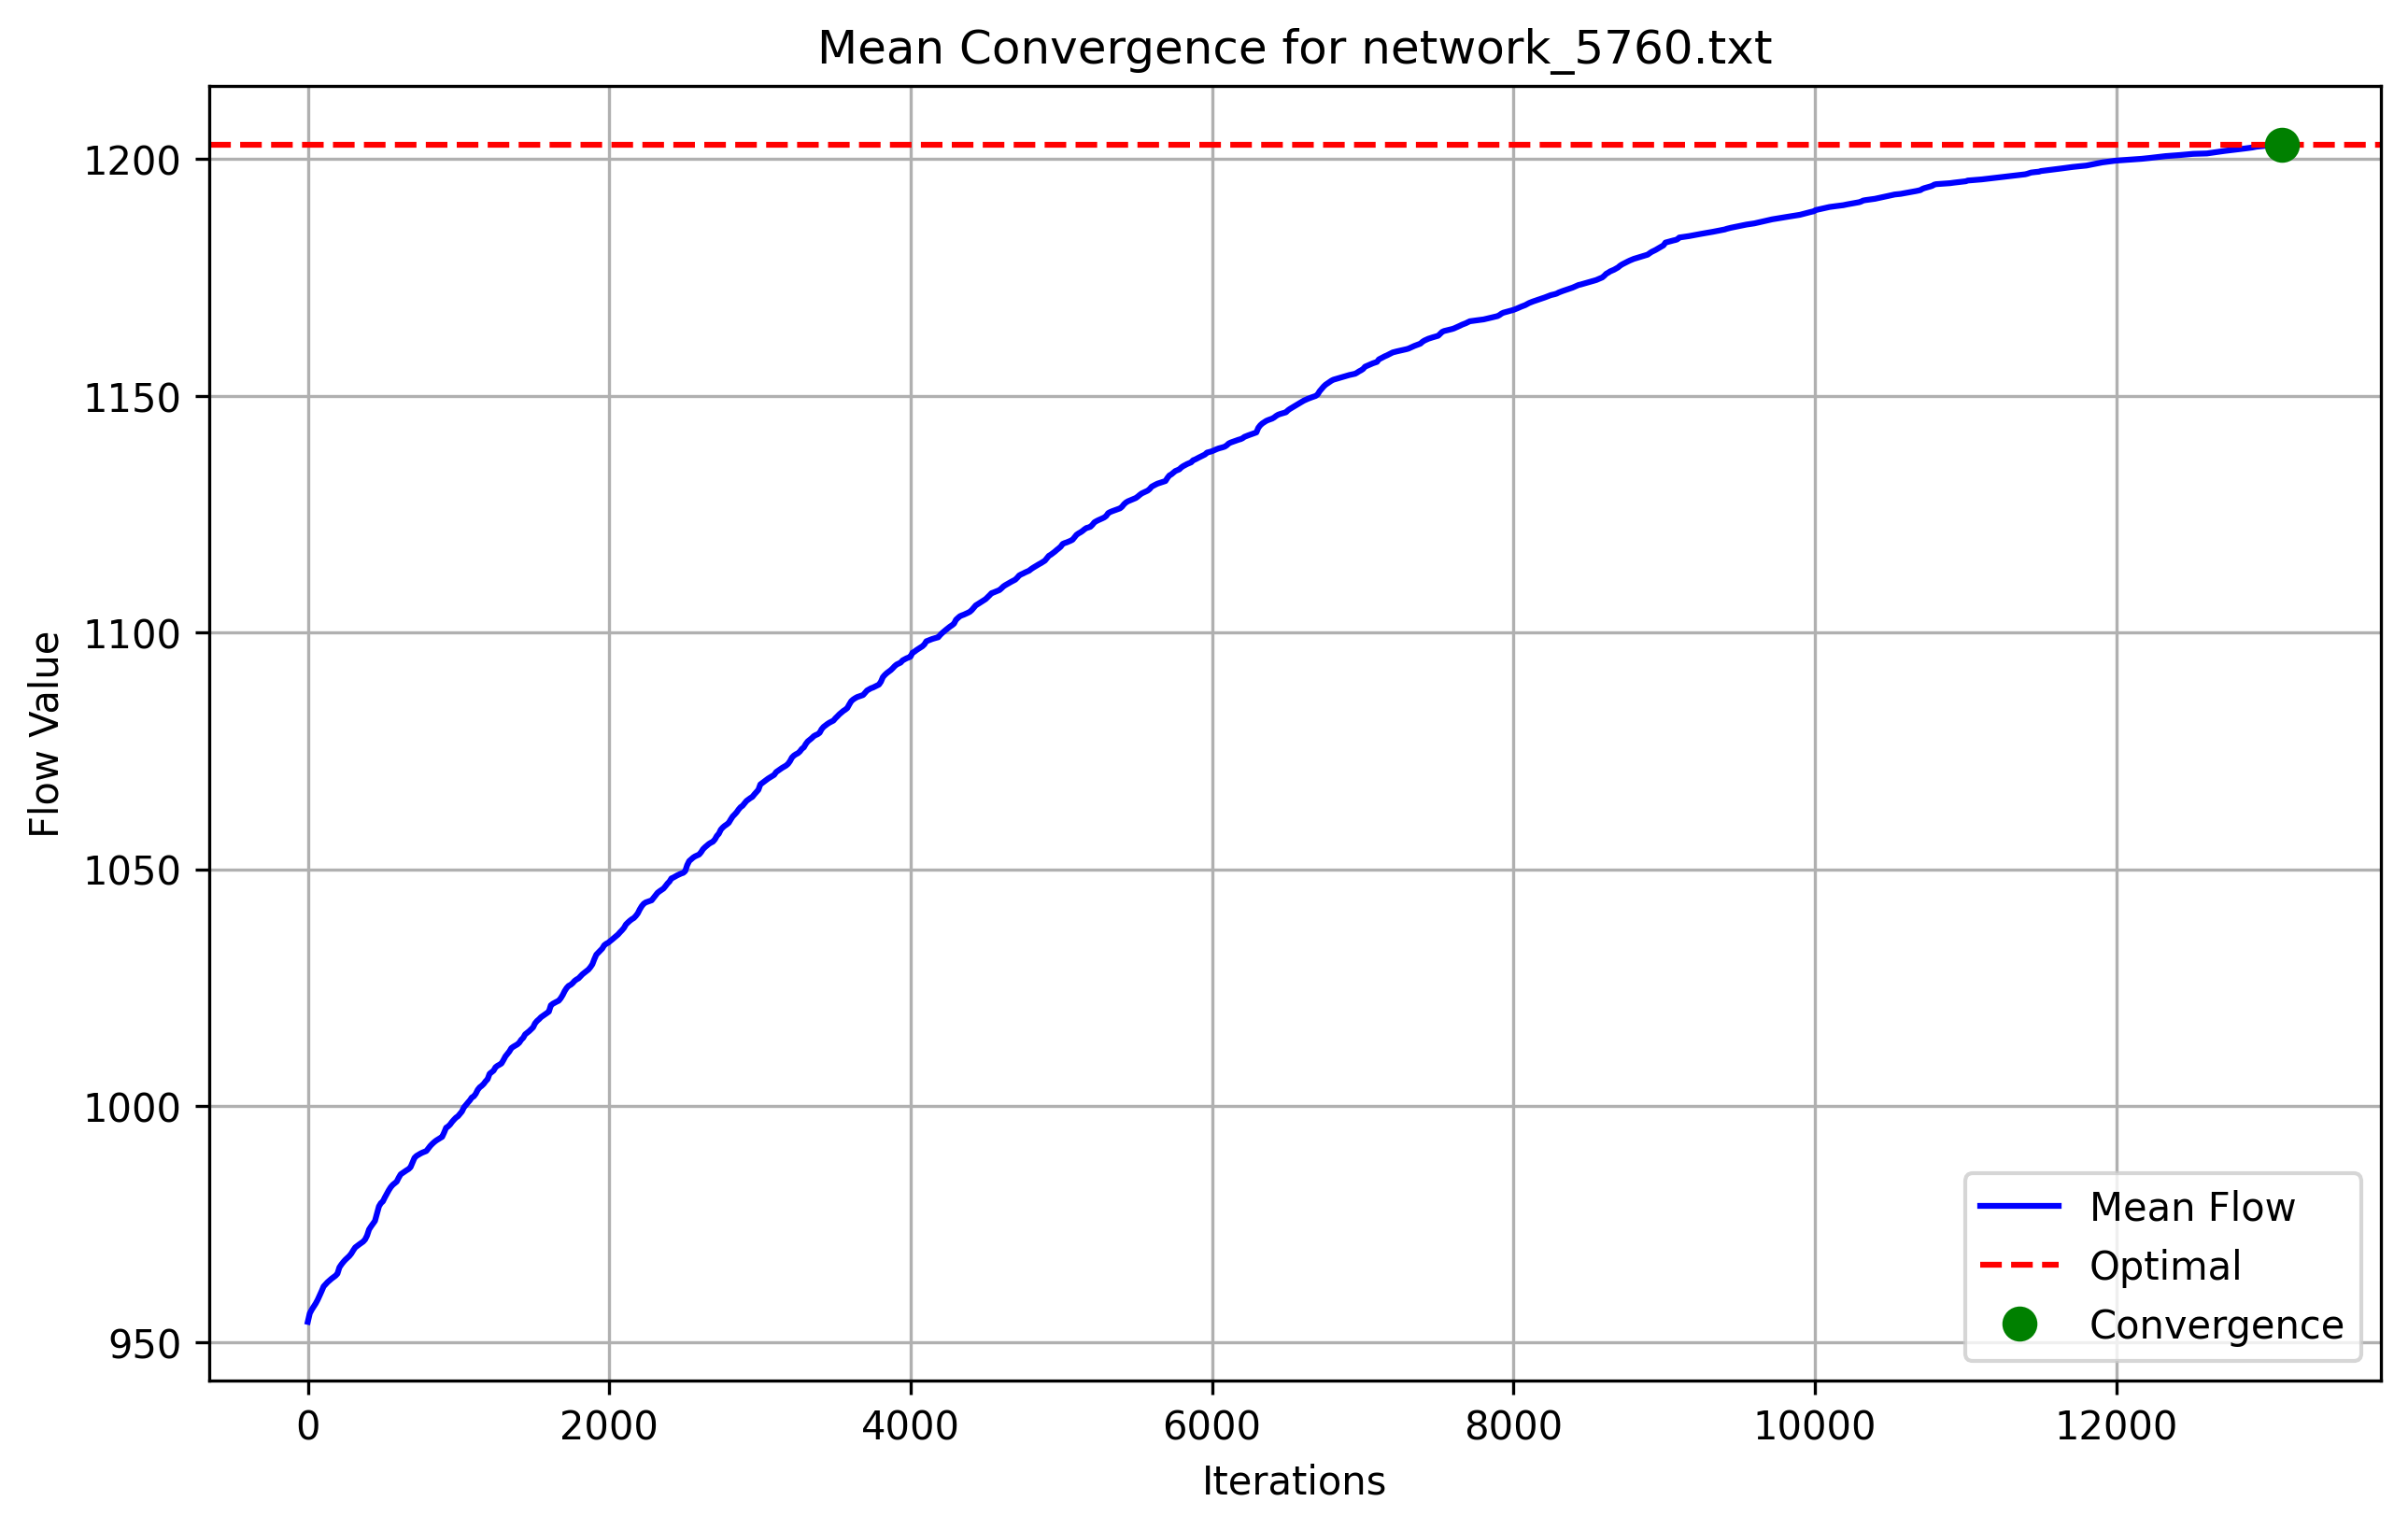 Mean Convergence for network_5760.txt
1200
1150
1100
1050
1000
950
Flow Value
0 2000 4000 6000 8000 10000 12000
Iterations
Mean Flow
Optimal
Convergence